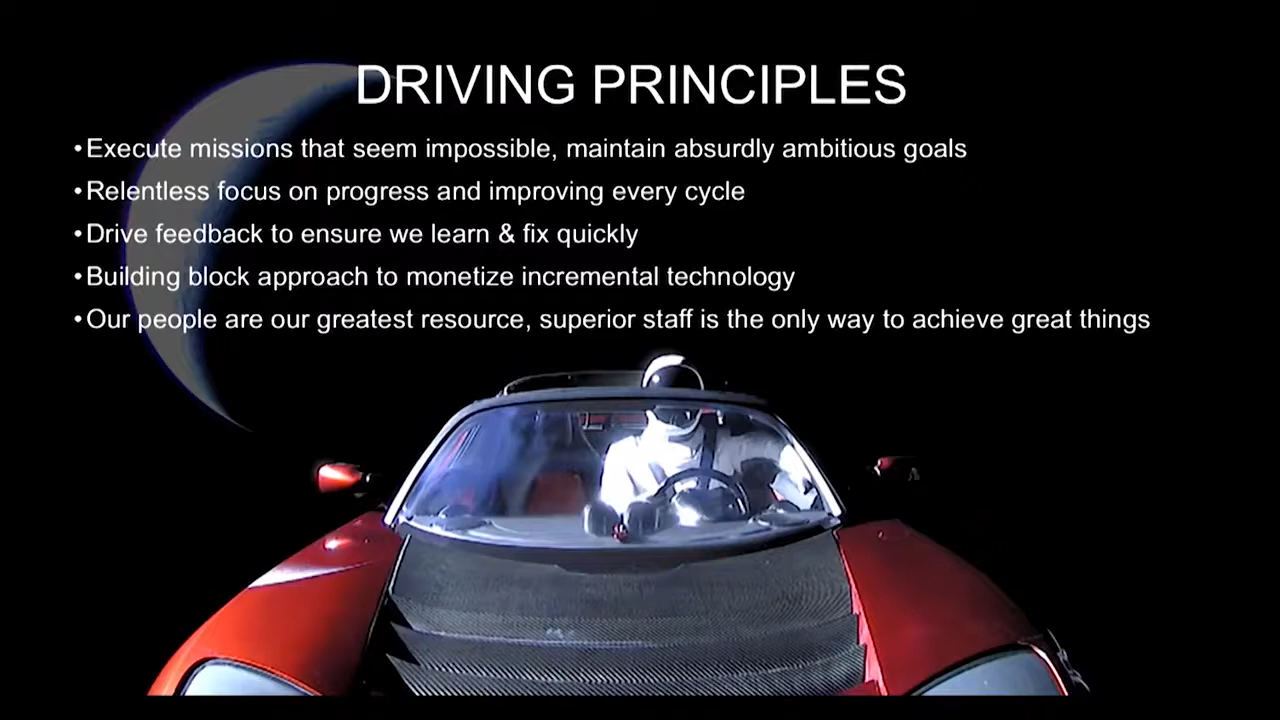 DRIVING PRINCIPLES
•Execute missions that seem impossible, maintain absurdly ambitious goals
•Relentless focus on progress and improving every cycle
•Drive feedback to ensure we learn & fix quickly
•Building block approach to monetize incremental technology
•Our people are our greatest resource, superior staff is the only way to achieve great things